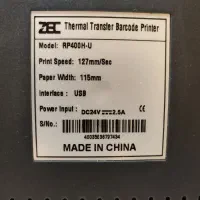 ZEC Thermal Transfer Barcode Printer
Model: RP400H-U
Print Speed: 127mm/Sec
Paper Width: 115mm
Interface : USB
Power Input: DC24V⎓2.5A
S/No.:
MADE IN CHINA